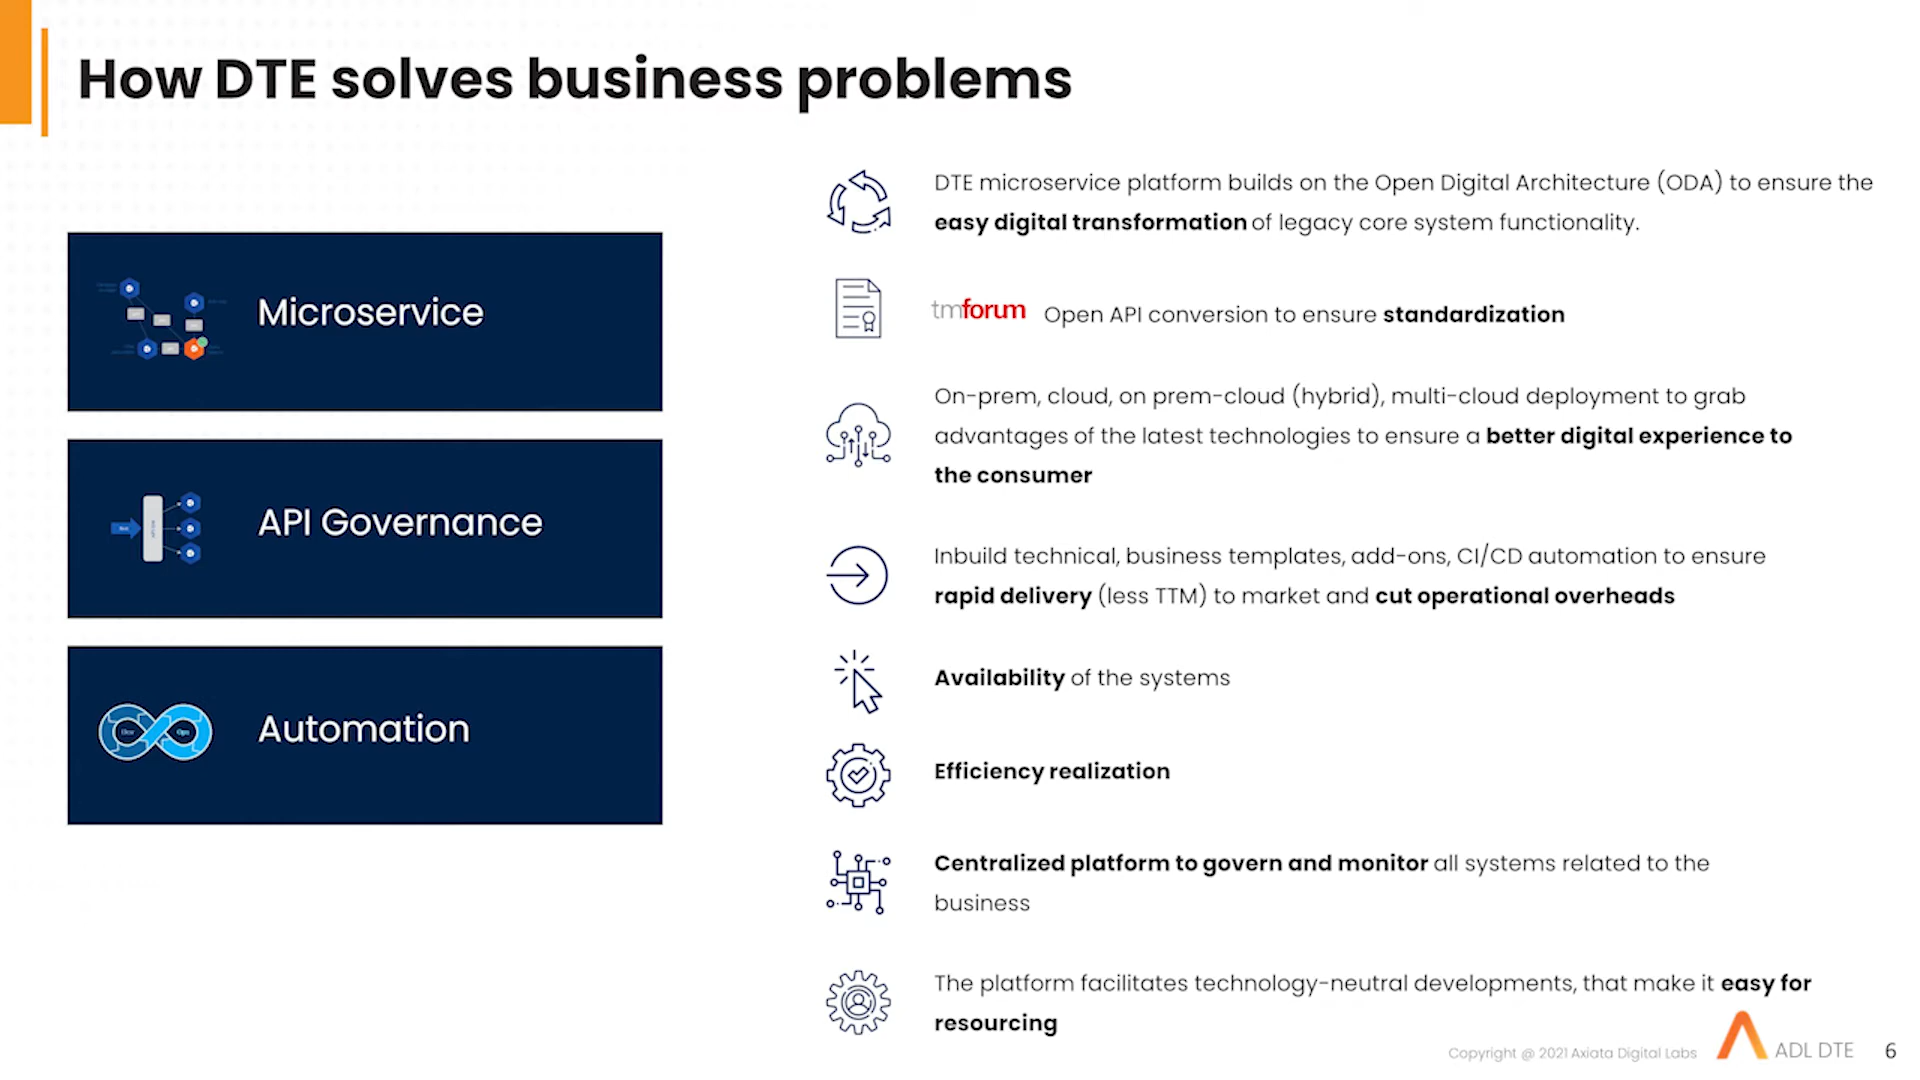 How DTE solves business problems
Microservice
API Governance
Automation
Dev Ops
DTE microservice platform builds on the Open Digital Architecture (ODA) to ensure the
easy digital transformation of legacy core system functionality.
tmforum Open API conversion to ensure standardization
On-prem, cloud, on prem-cloud (hybrid), multi-cloud deployment to grab
advantages of the latest technologies to ensure a better digital experience to
the consumer
Inbuild technical, business templates, add-ons, CI/CD automation to ensure
rapid delivery (less TTM) to market and cut operational overheads
Availability of the systems
Efficiency realization
Centralized platform to govern and monitor all systems related to the
business
The platform facilitates technology-neutral developments, that make it easy for
resourcing
Copyright @ 2021 Axiata Digital Labs
ADL DTE
6